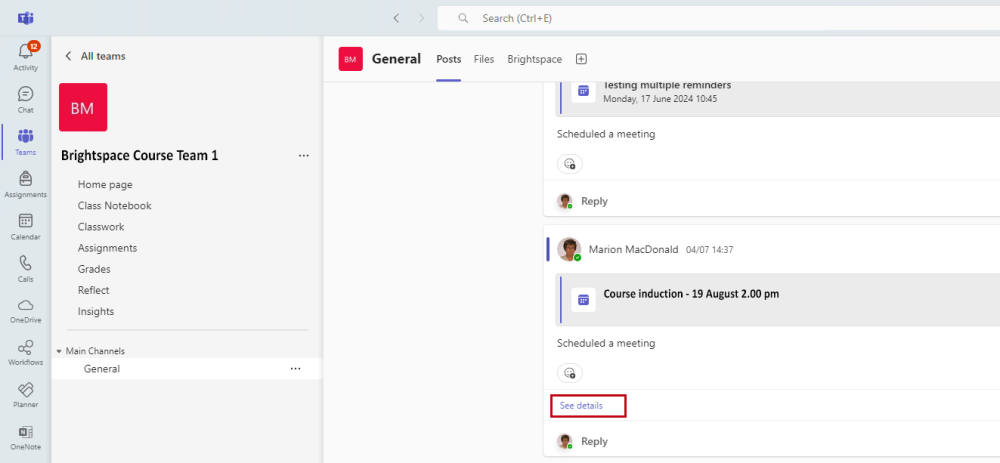 Search (Ctrl+E)
12
Activity
Chat
Teams
Assignments
Calendar
Calls
OneDrive
Workflows
Planner
OneNote
All teams
BM
Brightspace Course Team 1
Home page
Class Notebook
Classwork
Assignments
Grades
Reflect
Insights
Main Channels
General
BM General Posts Files Brightspace
Testing multiple reminders
Monday, 17 June 2024 10:45
Scheduled a meeting
Reply
Marion MacDonald 04/07 14:37
Course induction - 19 August 2.00 pm
Scheduled a meeting
See details
Reply